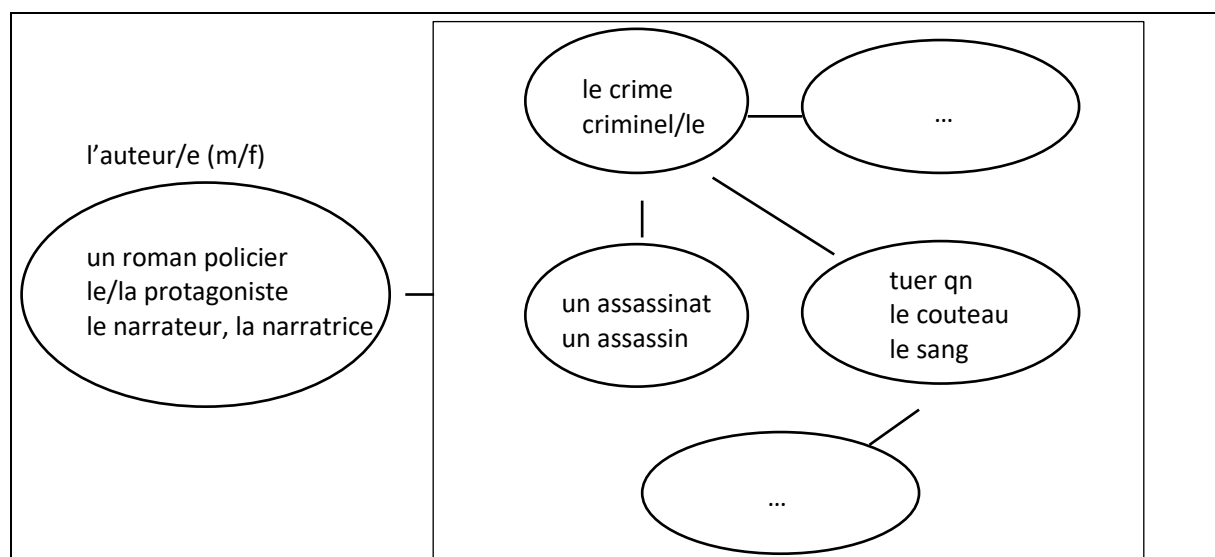 l’auteur/e (m/f)
un roman policier
le/la protagoniste
le narrateur, la narratrice
le crime
criminel/le
…
un assassinat
un assassin
tuer qn
le couteau
le sang
…